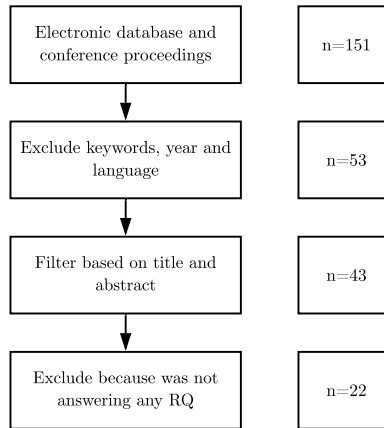 Electronic database and
conference proceedings
n=151
Exclude keywords, year and
language
n=53
Filter based on title and
abstract
n=43
Exclude because was not
answering any RQ
n=22